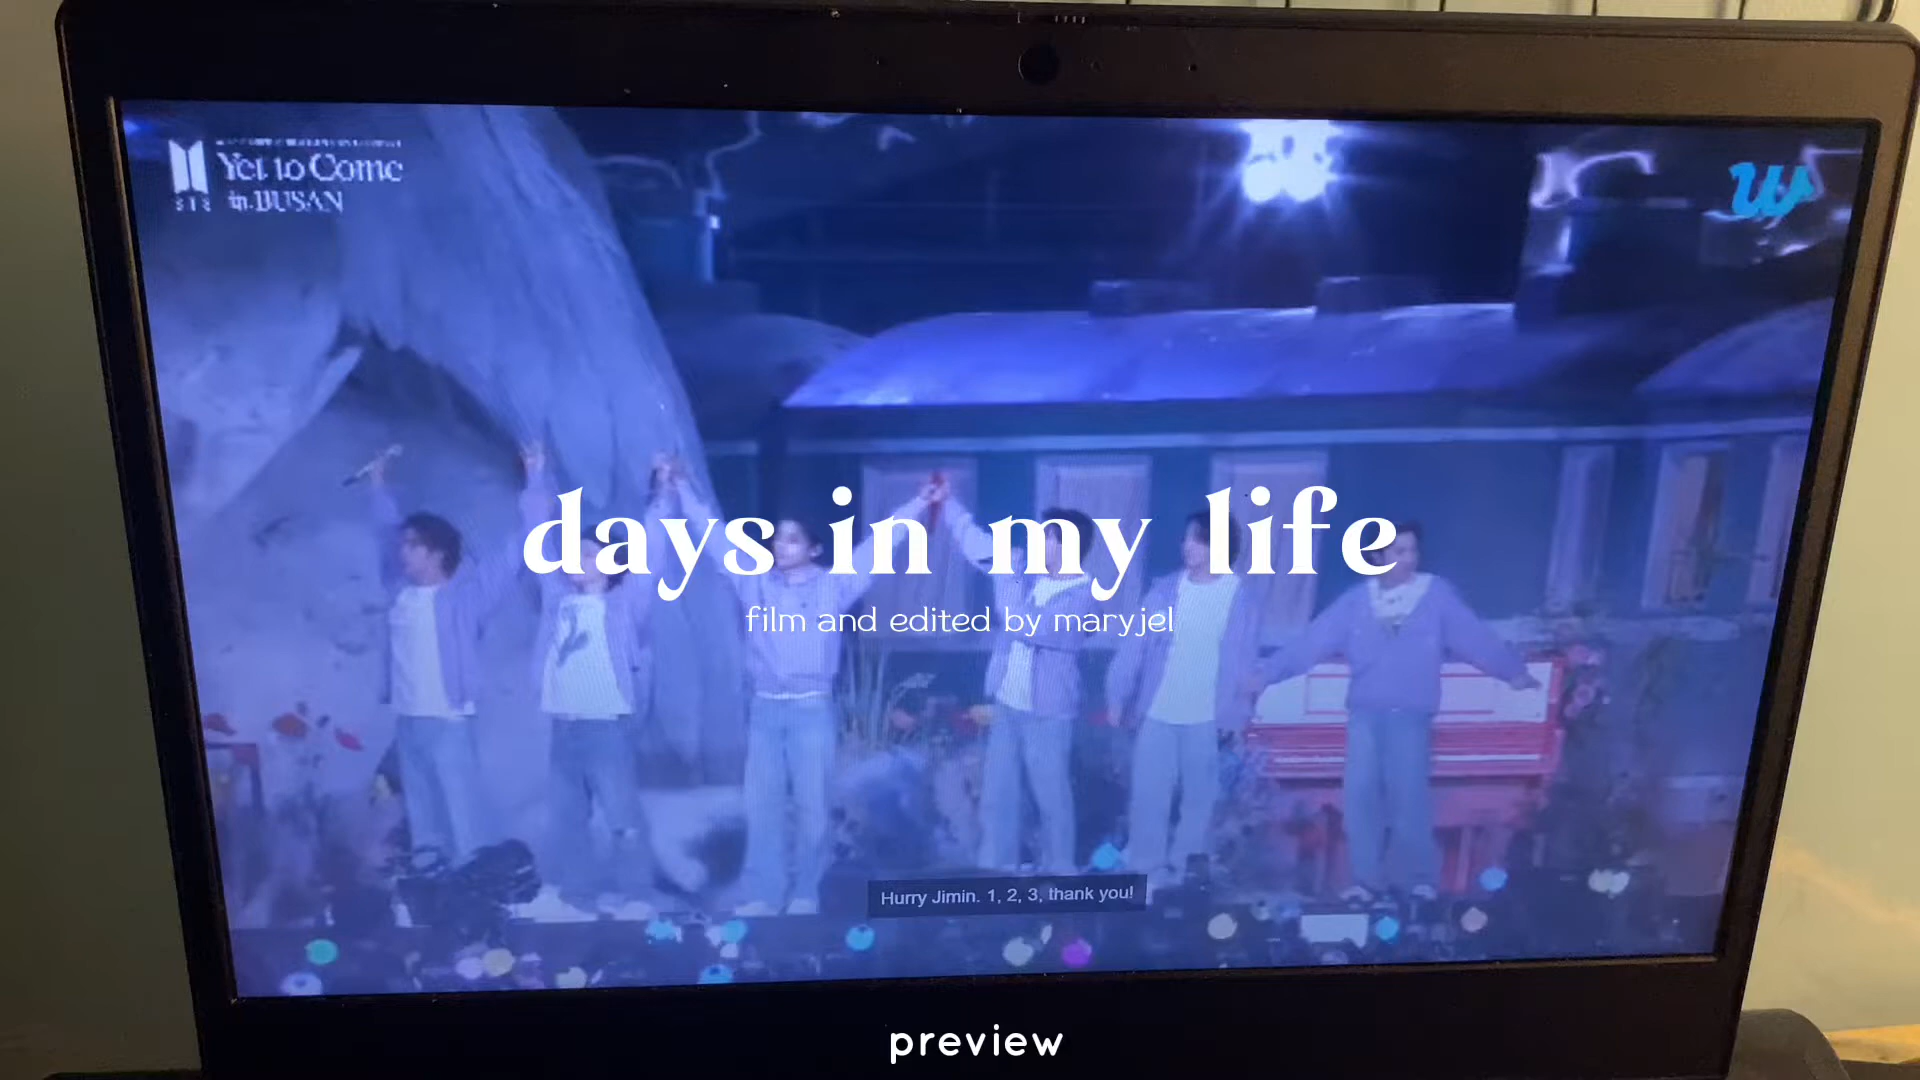 Yet to Come
in BUSAN
BTS
W
days in my life
film and edited by maryjel
Hurry Jimin. 1, 2, 3, thank you!
preview